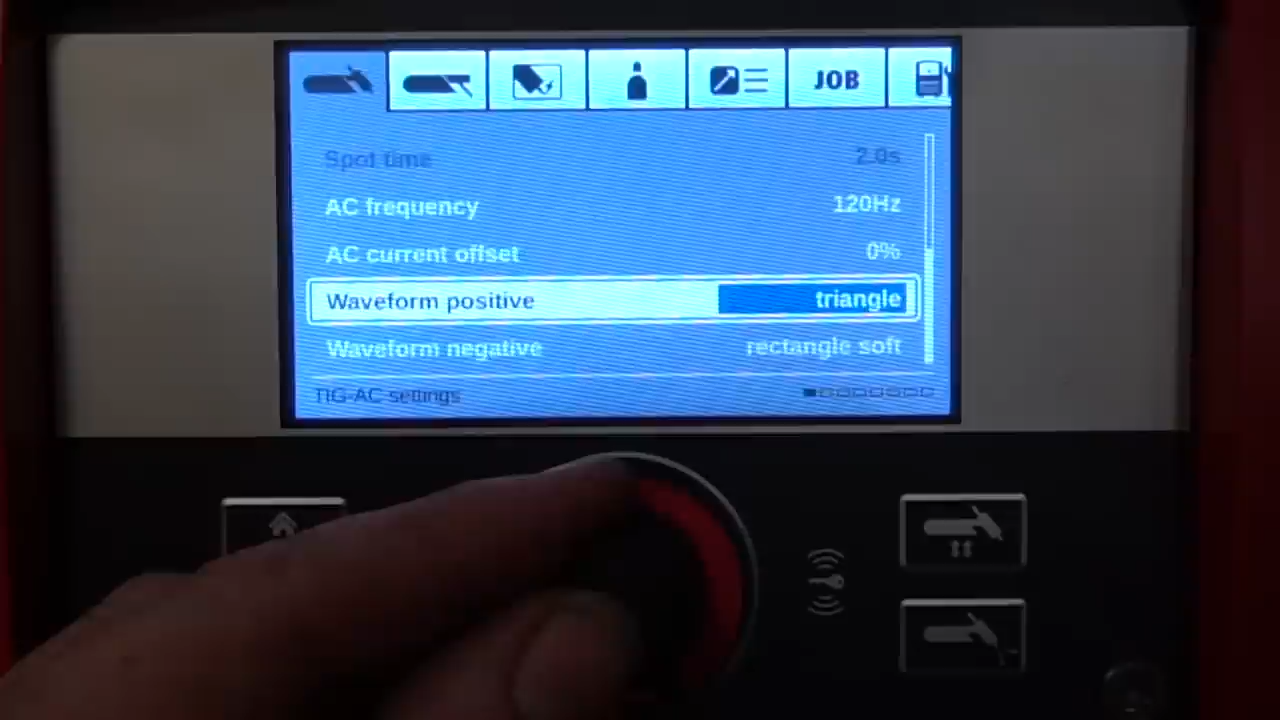 JOB
Spot time 2.0s
AC frequency 120Hz
AC current offset 0%
Waveform positive triangle
Waveform negative rectangle soft
TIG-AC settings